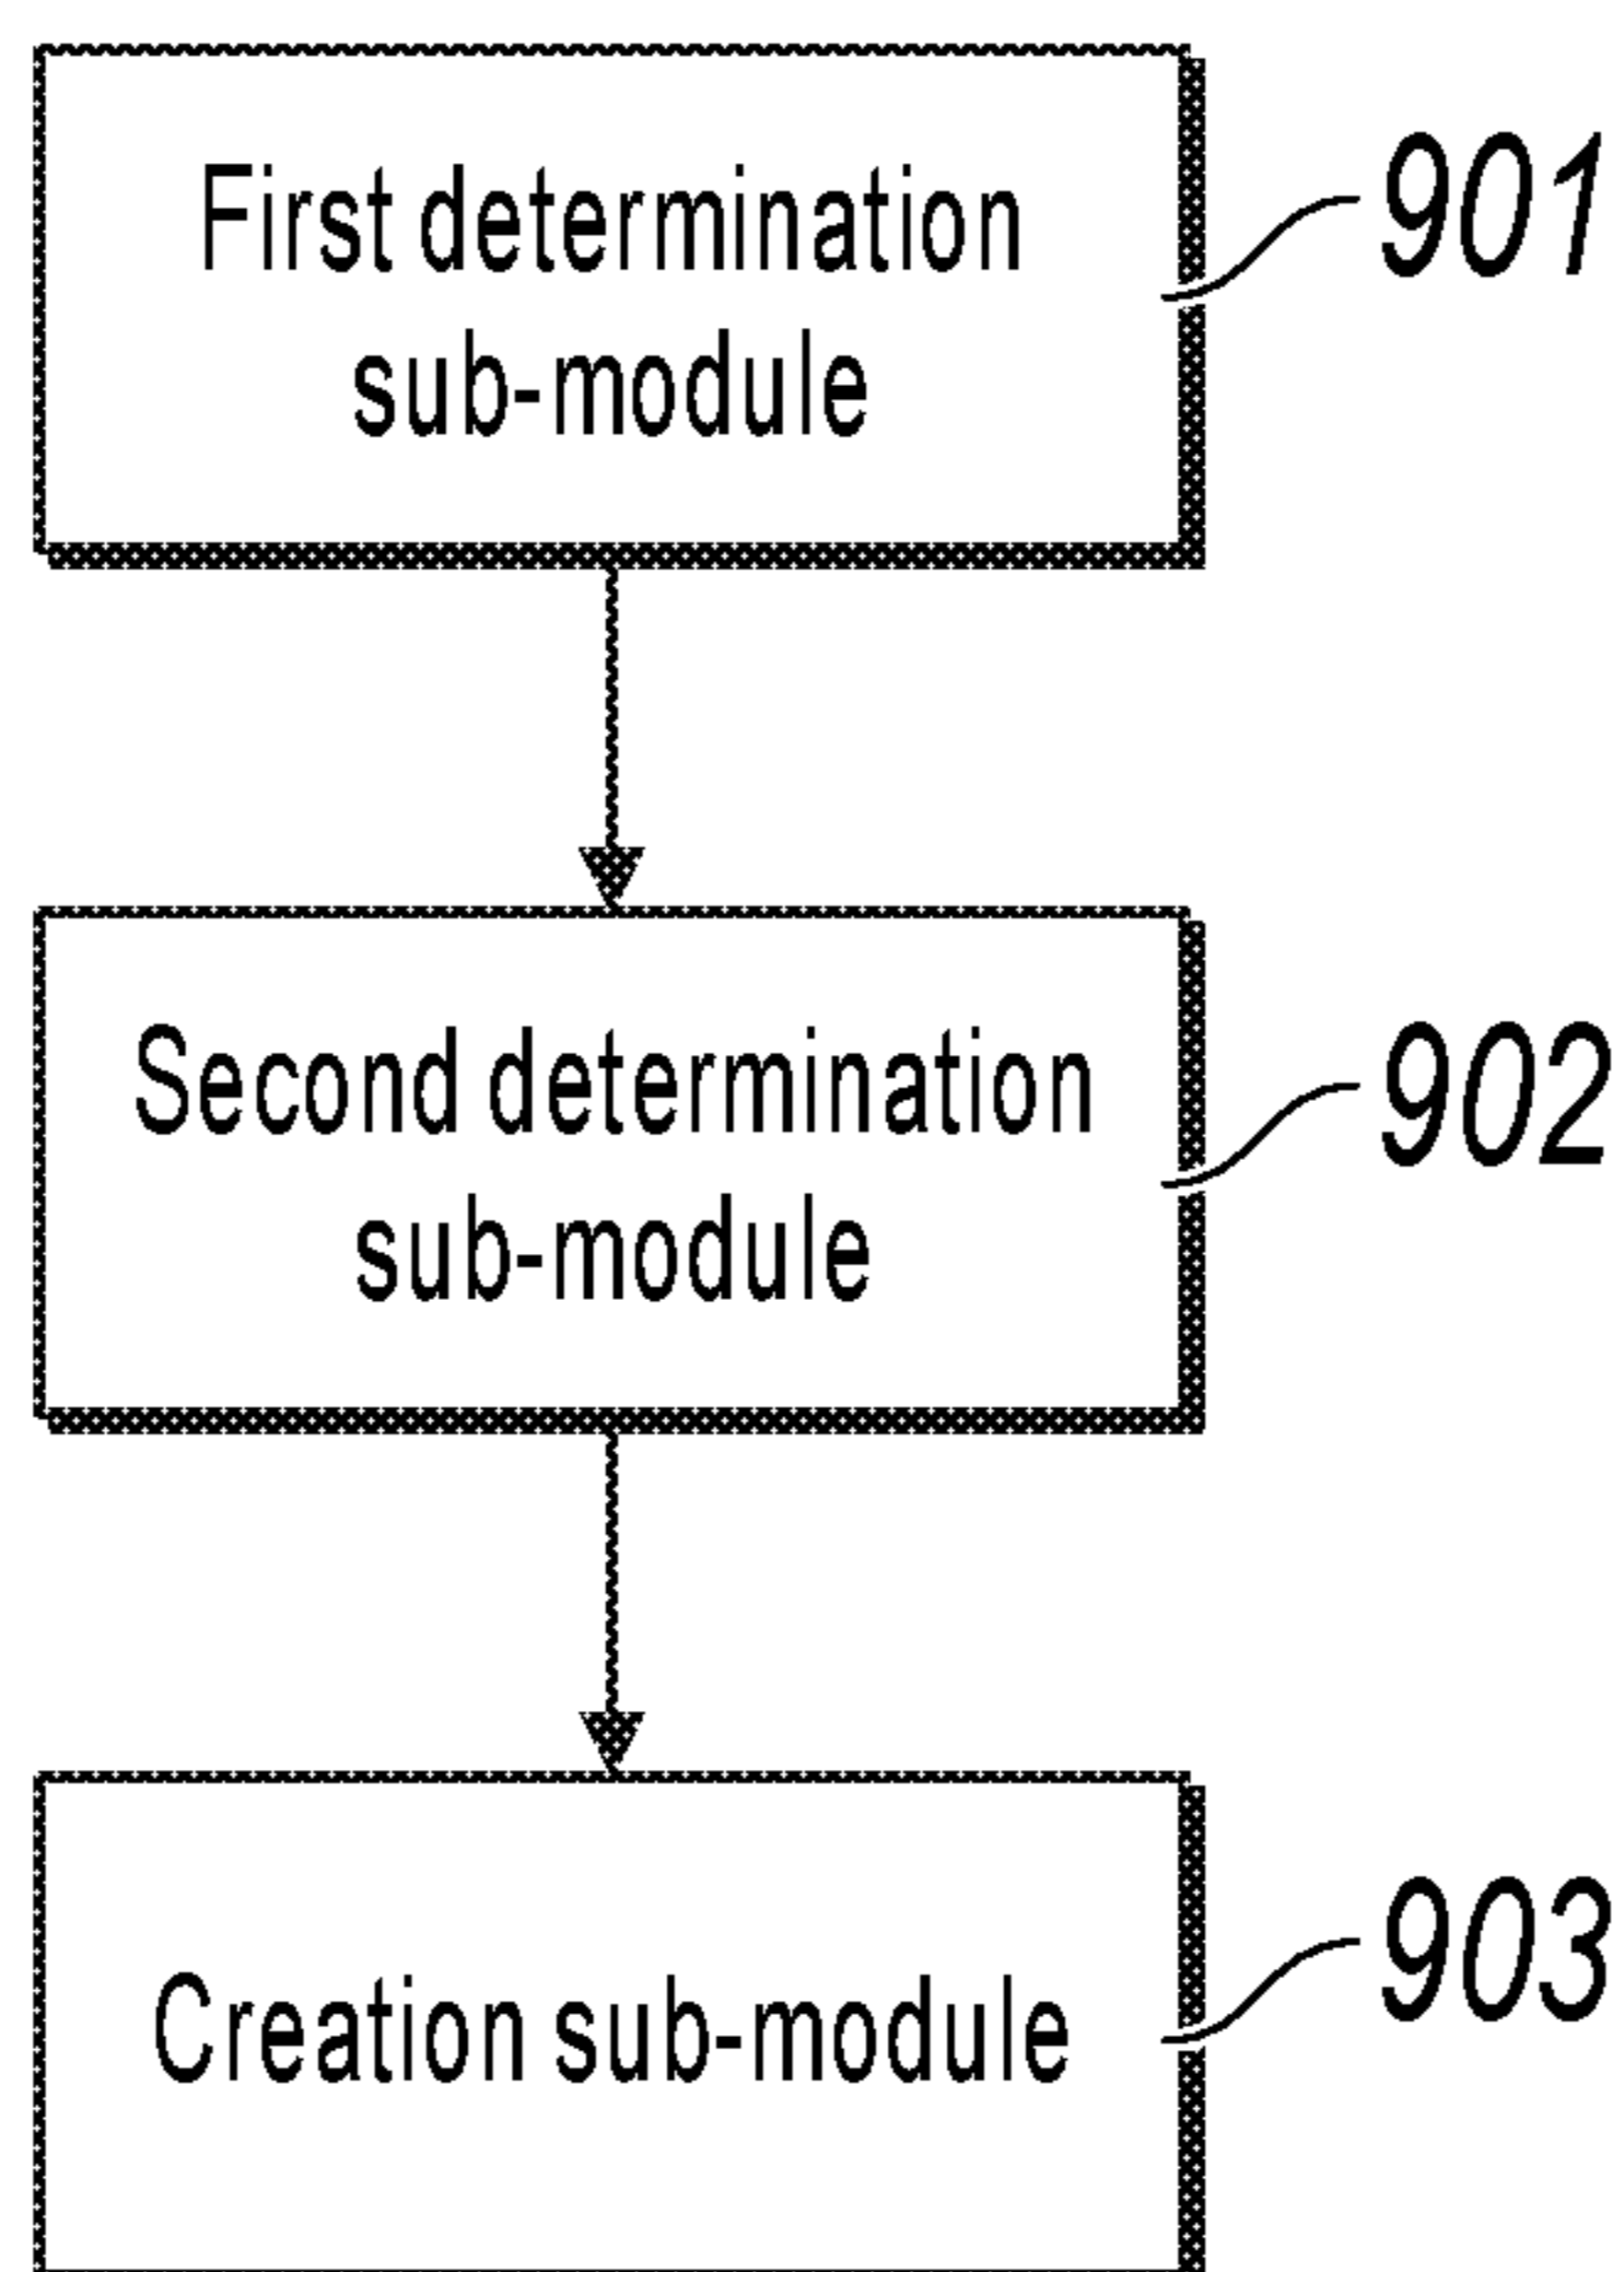 First determination
sub-module
901
Second determination
sub-module
902
Creation sub-module
903